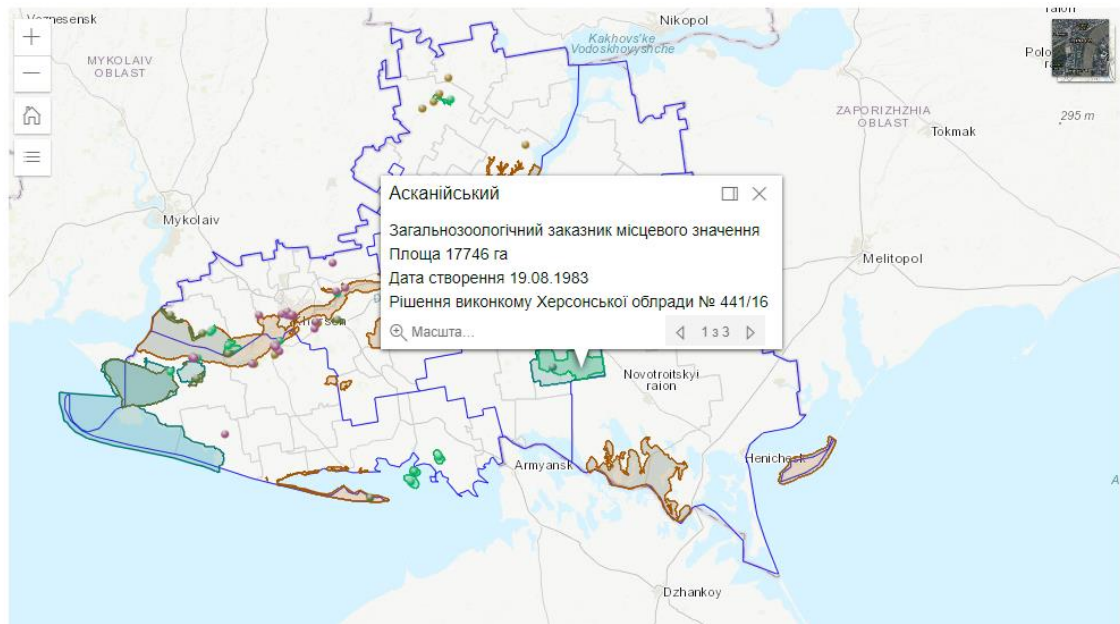 Voznesensk
Nikopol
raion
Kakhovs'ke
Vodoskhovyshche
MYKOLAIV
OBLAST
ZAPORIZHZHIA
OBLAST
295 m
Tokmak
Mykolaiv
Melitopol
Асканійський
Загальнозоологічний заказник місцевого значення
Площа 17746 га
Дата створення 19.08.1983
Рішення виконкому Херсонської облради № 441/16
Масшта...
1 з 3
Novotroitskyi
raion
Armyansk
Henichesk
Dzhankoy